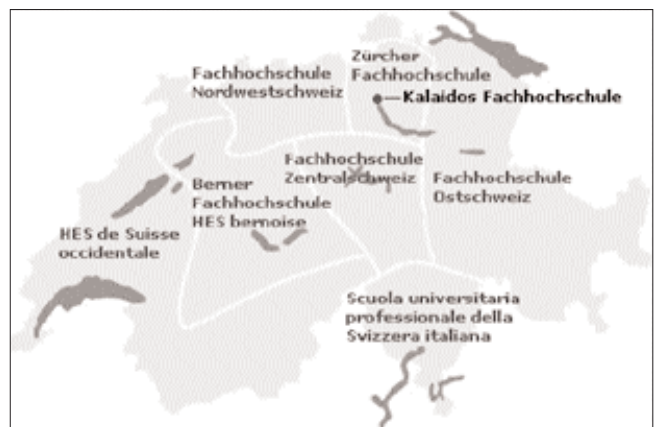 Zürcher
Fachhochschule
Fachhochschule
Nordwestschweiz
Kalaidos Fachhochschule
Fachhochschule
Zentralschweiz
Berner
Fachhochschule
HES bernoise
Fachhochschule
Ostschweiz
HES de Suisse
occidentale
Scuola universitaria
professionale della
Svizzera italiana